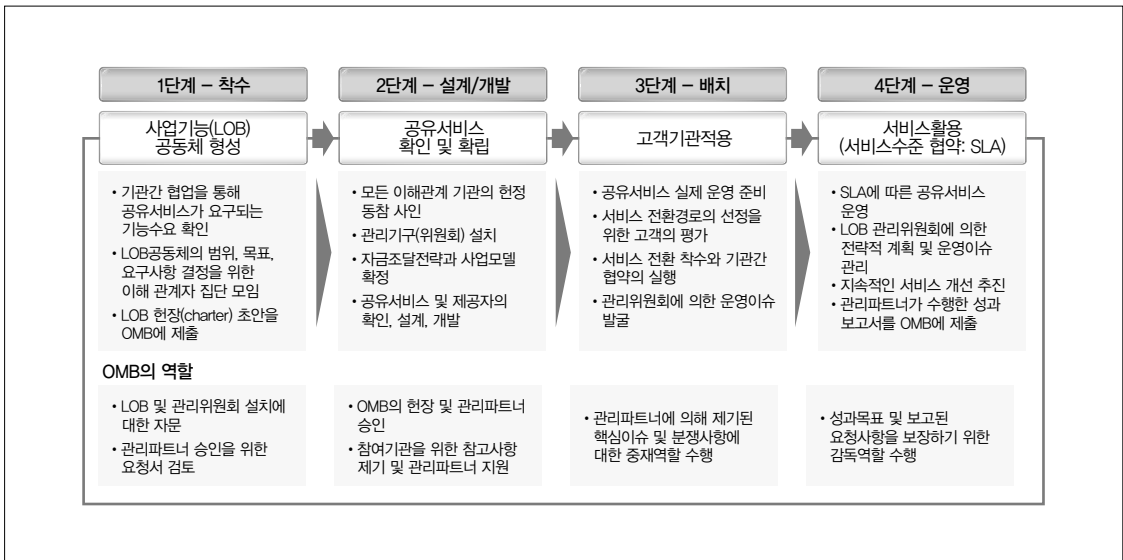 1단계 – 착수
2단계 – 설계/개발
3단계 – 배치
4단계 – 운영
사업기능(LOB)
공동체 형성
공유서비스
확인 및 확립
고객기관적용
서비스활용
(서비스수준 협약: SLA)
• 기관간 협업을 통해
공유서비스가 요구되는
기능수요 확인
• LOB공동체의 범위, 목표,
요구사항 결정을 위한
이해 관계자 집단 모임
• LOB 헌장(charter) 초안을
OMB에 제출
• 모든 이해관계 기관의 헌정
동참 사인
• 관리기구(위원회) 설치
• 자금조달전략과 사업모델
확정
• 공유서비스 및 제공자의
확인, 설계, 개발
• 공유서비스 실제 운영 준비
• 서비스 전환경로의 선정을
위한 고객의 평가
• 서비스 전환 착수와 기관간
협약의 실행
• 관리위원회에 의한 운영이슈
발굴
• SLA에 따른 공유서비스
운영
• LOB 관리위원회에 의한
전략적 계획 및 운영이슈
관리
• 지속적인 서비스 개선 추진
• 관리파트너가 수행한 성과
보고서를 OMB에 제출
OMB의 역할
• LOB 및 관리위원회 설치에
대한 자문
• 관리파트너 승인을 위한
요청서 검토
• OMB의 헌장 및 관리파트너
승인
• 참여기관을 위한 참고사항
제기 및 관리파트너 지원
• 관리파트너에 의해 제기된
핵심이슈 및 분쟁사항에
대한 중재역할 수행
• 성과목표 및 보고된
요청사항을 보장하기 위한
감독역할 수행